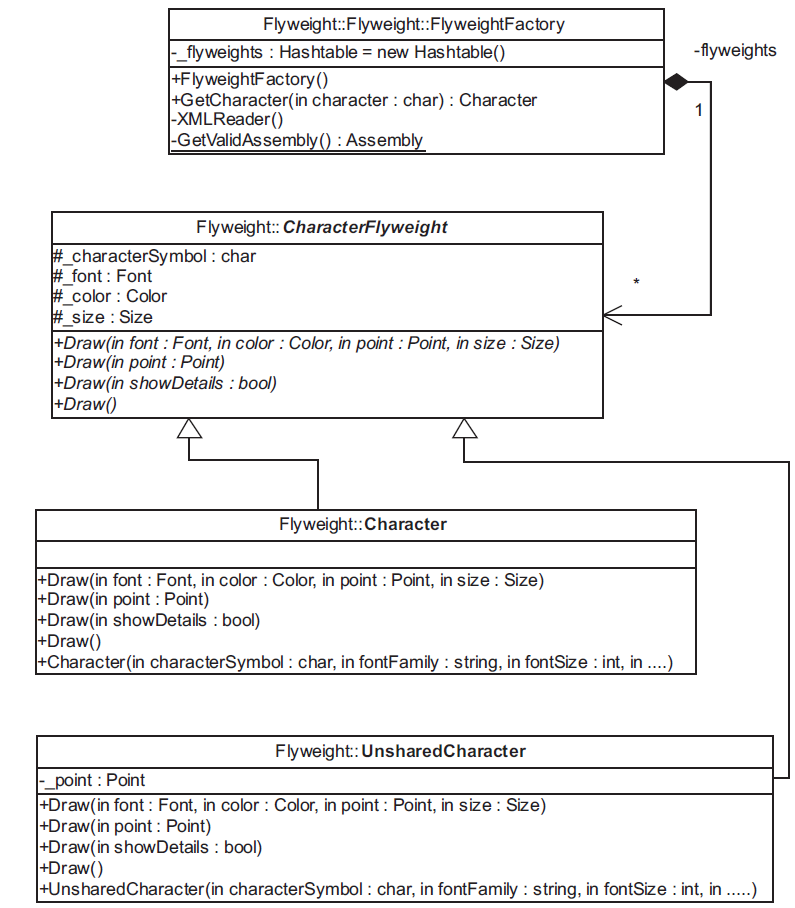 Flyweight::Flyweight::FlyweightFactory
-_flyweights : Hashtable = new Hashtable()
+FlyweightFactory()
+GetCharacter(in character : char) : Character
-XMLReader()
-GetValidAssembly() : Assembly
-flyweights
1
*
Flyweight::CharacterFlyweight
#_characterSymbol : char
#_font : Font
#_color : Color
#_size : Size
+Draw(in font : Font, in color : Color, in point : Point, in size : Size)
+Draw(in point : Point)
+Draw(in showDetails : bool)
+Draw()
Flyweight::Character
+Draw(in font : Font, in color : Color, in point : Point, in size : Size)
+Draw(in point : Point)
+Draw(in showDetails : bool)
+Draw()
+Character(in characterSymbol : char, in fontFamily : string, in fontSize : int, in ....)
Flyweight::UnsharedCharacter
-_point : Point
+Draw(in font : Font, in color : Color, in point : Point, in size : Size)
+Draw(in point : Point)
+Draw(in showDetails : bool)
+Draw()
+UnsharedCharacter(in characterSymbol : char, in fontFamily : string, in fontSize : int, in .....)